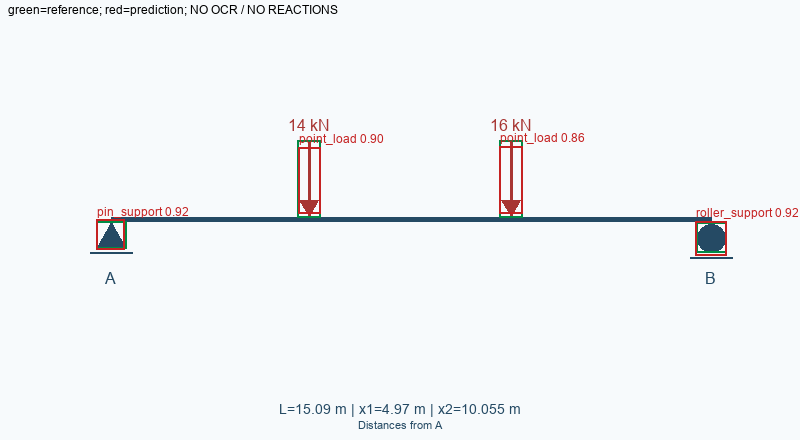 green=reference; red=prediction; NO OCR / NO REACTIONS
14 kN
16 kN
point_load 0.90
point_load 0.86
pin_support 0.92
roller_support 0.92
A
B
L=15.09 m | x1=4.97 m | x2=10.055 m
Distances from A